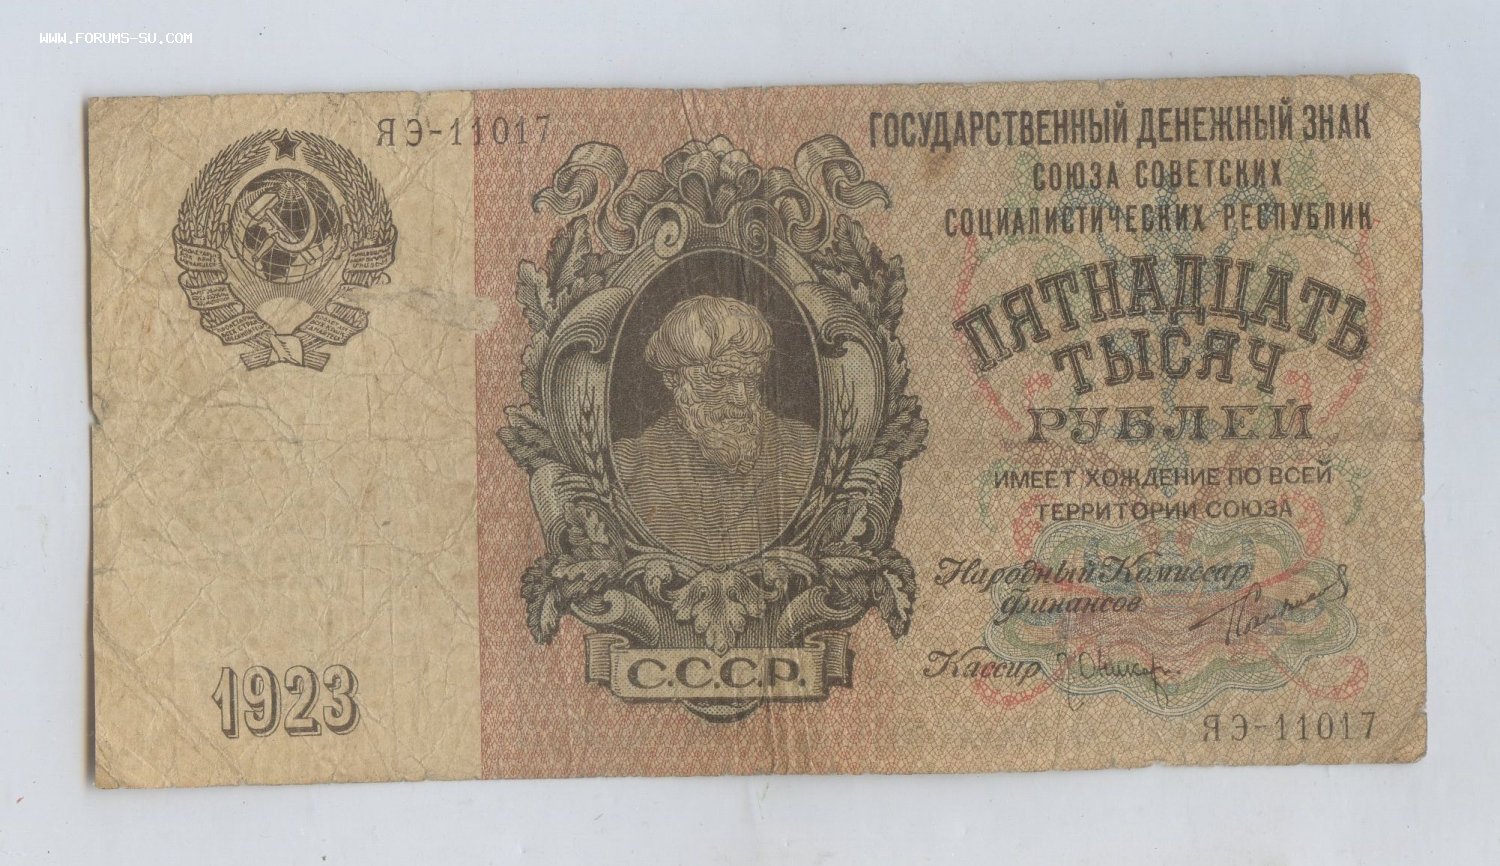 WWW.FORUMS-SU.COM
ЯЭ-11017
ГОСУДАРСТВЕННЫЙ ДЕНЕЖНЫЙ ЗНАК
СОЮЗА СОВЕТСКИХ
СОЦИАЛИСТИЧЕСКИХ РЕСПУБЛИК
ПЯТНАДЦАТЬ
ТЫСЯЧ
РУБЛЕЙ
ИМЕЕТ ХОЖДЕНИЕ ПО ВСЕЙ
ТЕРРИТОРИИ СОЮЗА
Народный Комиссар
Финансов
Кассир
С.С.С.Р.
1923
ЯЭ-11017